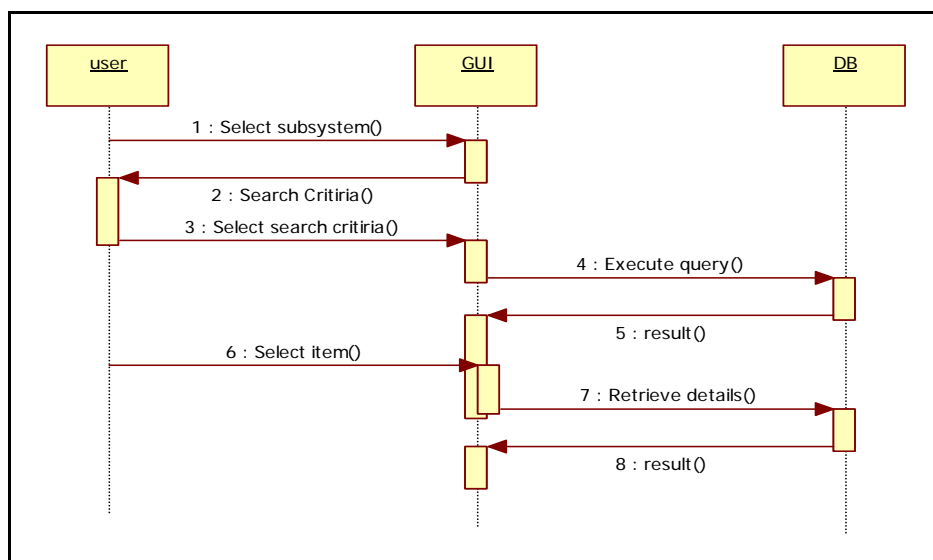 user
GUI
DB
1 : Select subsystem()
2 : Search Critiria()
3 : Select search critiria()
4 : Execute query()
5 : result()
6 : Select item()
7 : Retrieve details()
8 : result()